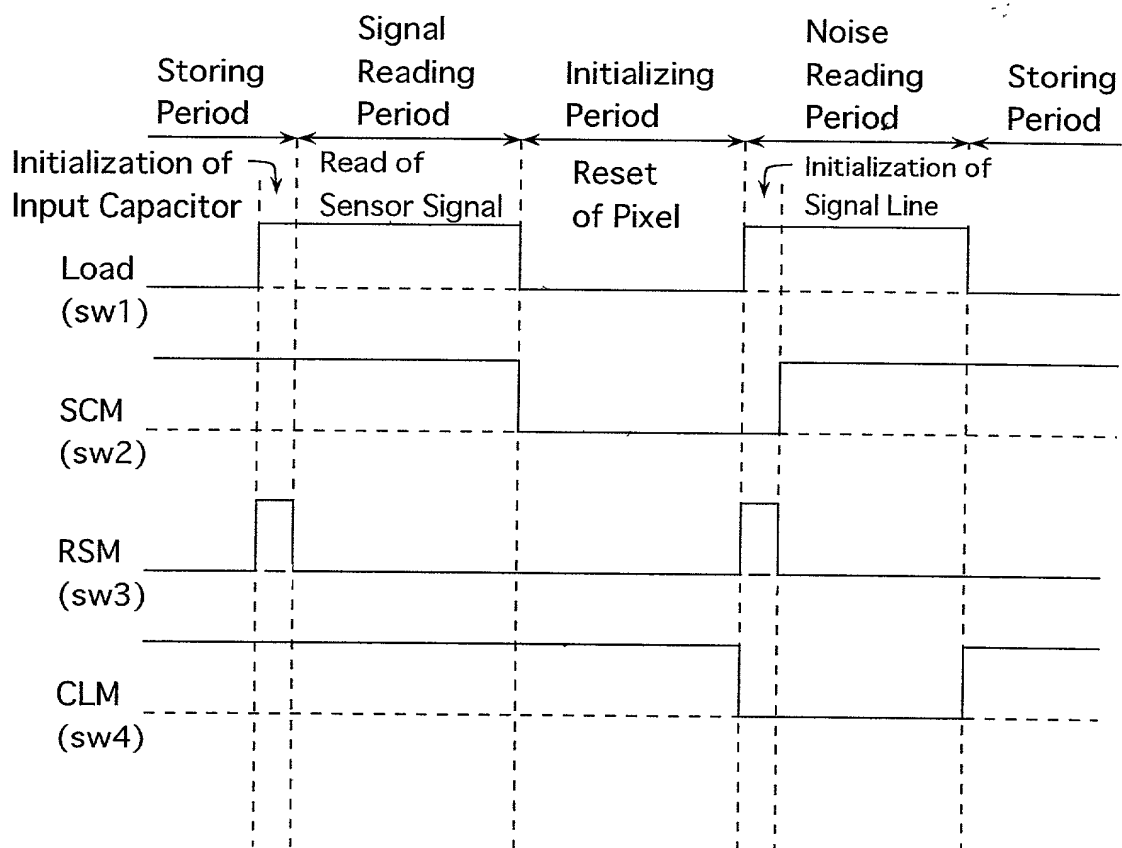 Storing
Period
Signal
Reading
Period
Initializing
Period
Noise
Reading
Period
Storing
Period
Initialization of
Input Capacitor
Read of
Sensor Signal
Reset
of Pixel
Initialization of
Signal Line
Load
(sw1)
SCM
(sw2)
RSM
(sw3)
CLM
(sw4)